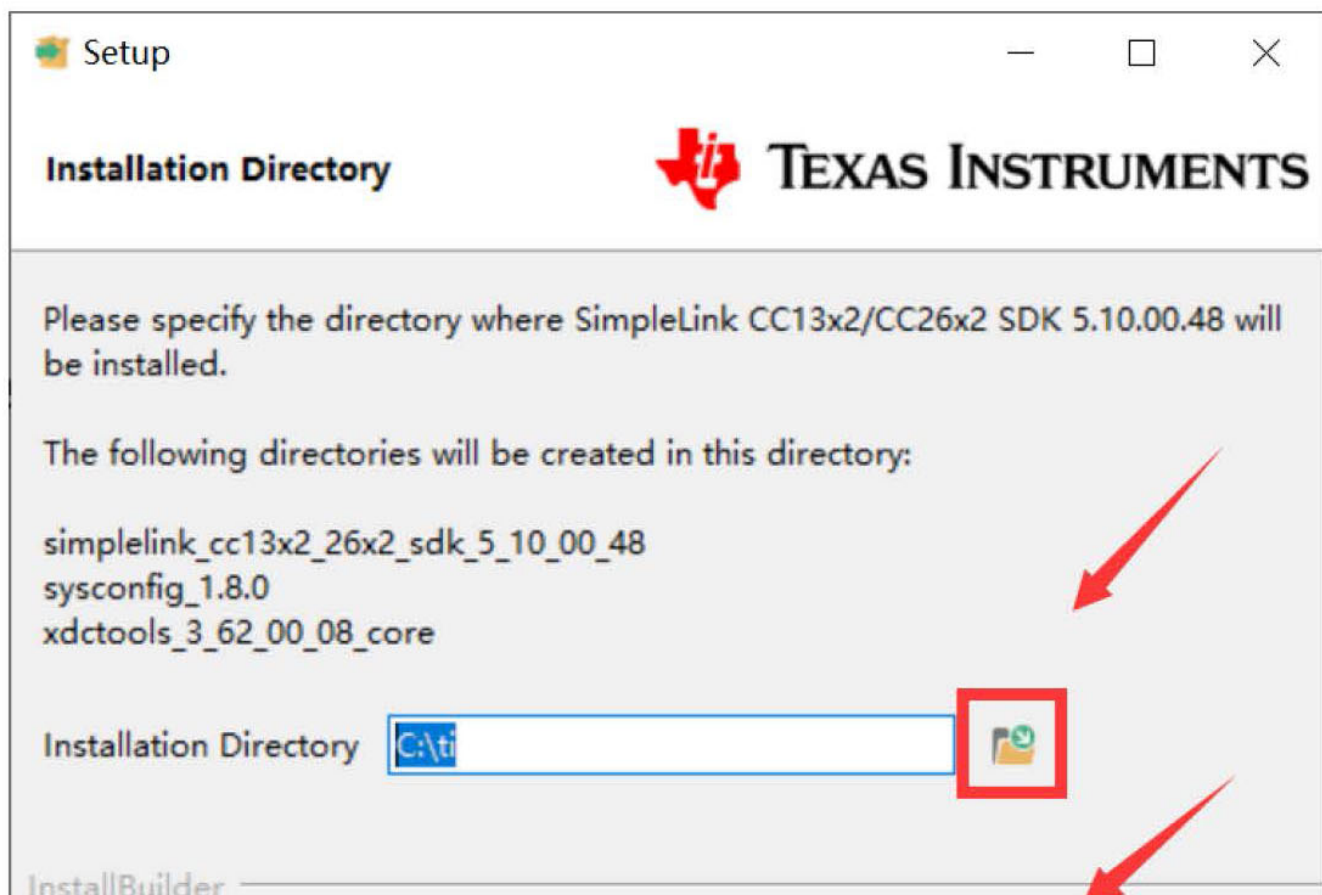 Setup
Installation Directory
TEXAS INSTRUMENTS
Please specify the directory where SimpleLink CC13x2/CC26x2 SDK 5.10.00.48 will
be installed.
The following directories will be created in this directory:
simplelink_cc13x2_26x2_sdk_5_10_00_48
sysconfig_1.8.0
xdctools_3_62_00_08_core
Installation Directory C:\ti
InstallBuilder